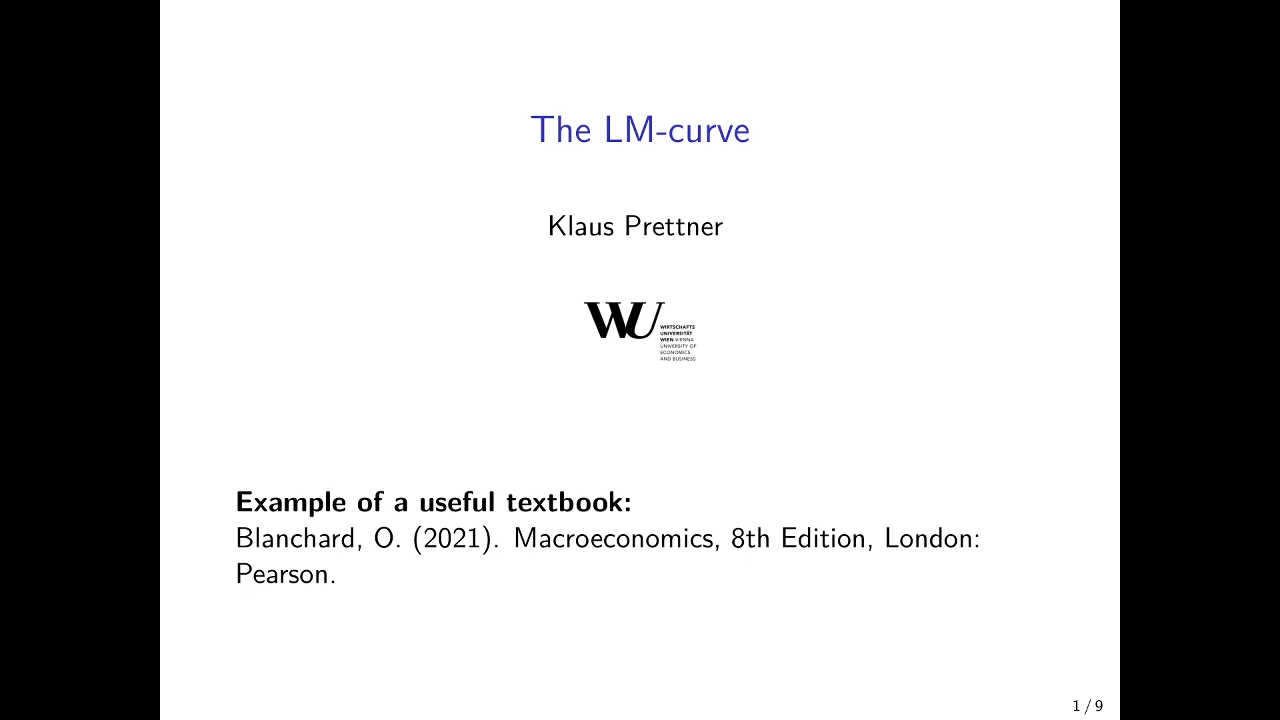 The LM-curve
Klaus Prettner
WU
WIRTSCHAFTS
UNIVERSITÄT
WIEN VIENNA
UNIVERSITY OF
ECONOMICS
AND BUSINESS
Example of a useful textbook:
Blanchard, O. (2021). Macroeconomics, 8th Edition, London:
Pearson.
1 / 9